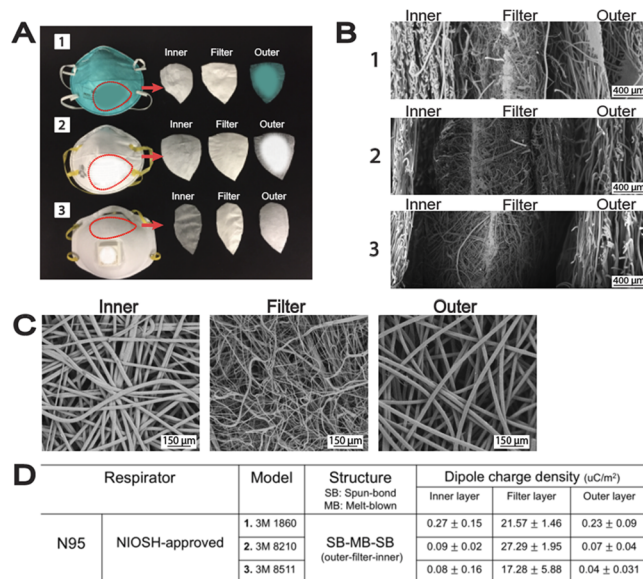 A
1
Inner Filter Outer
2
Inner Filter Outer
3
Inner Filter Outer
B
Inner Filter Outer
1
400 µm
Inner Filter Outer
2
400 µm
Inner Filter Outer
3
400 µm
C
Inner Filter Outer
150 µm 150 µm 150 µm
D
Respirator Model Structure Dipole charge density (uC/m²)
SB: Spun-bond
MB: Melt-blown
Inner layer Filter layer Outer layer
N95 NIOSH-approved SB-MB-SB
(outer-filter-inner)
1. 3M 1860 0.27 ± 0.15 21.57 ± 1.46 0.23 ± 0.09
2. 3M 8210 0.09 ± 0.02 27.29 ± 1.95 0.07 ± 0.04
3. 3M 8511 0.08 ± 0.16 17.28 ± 5.88 0.04 ± 0.031